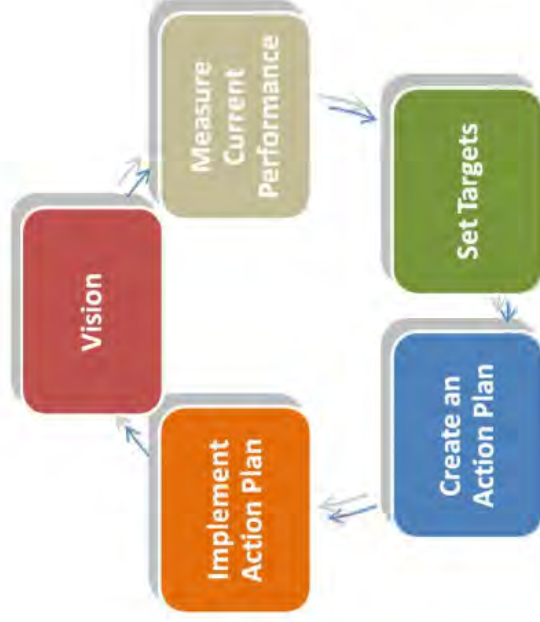 Vision
Measure
Current
Performance
Set Targets
Create an
Action Plan
Implement
Action Plan